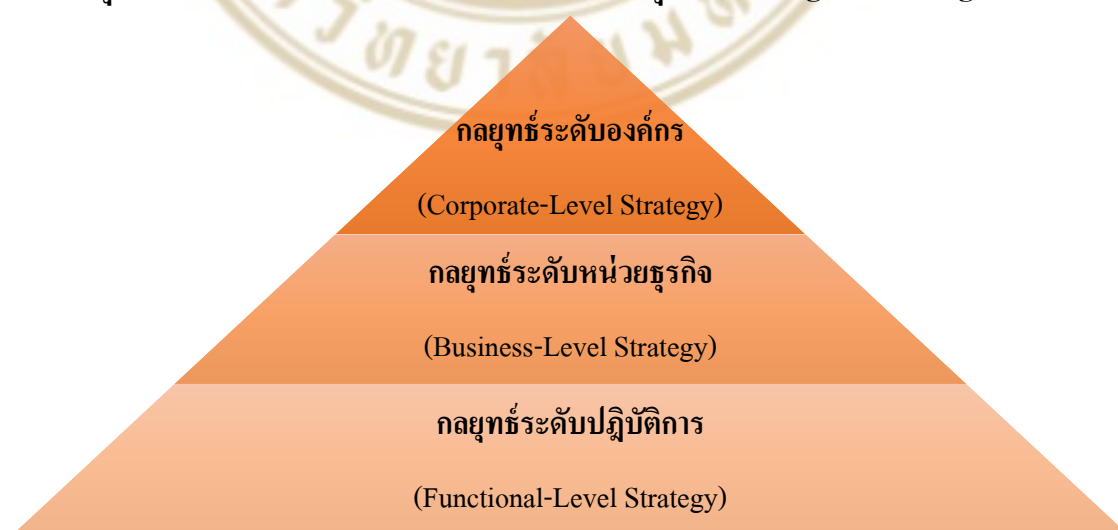 กลยุทธ์ระดับองค์กร
(Corporate-Level Strategy)
กลยุทธ์ระดับหน่วยธุรกิจ
(Business-Level Strategy)
กลยุทธ์ระดับปฎิบัติการ
(Functional-Level Strategy)